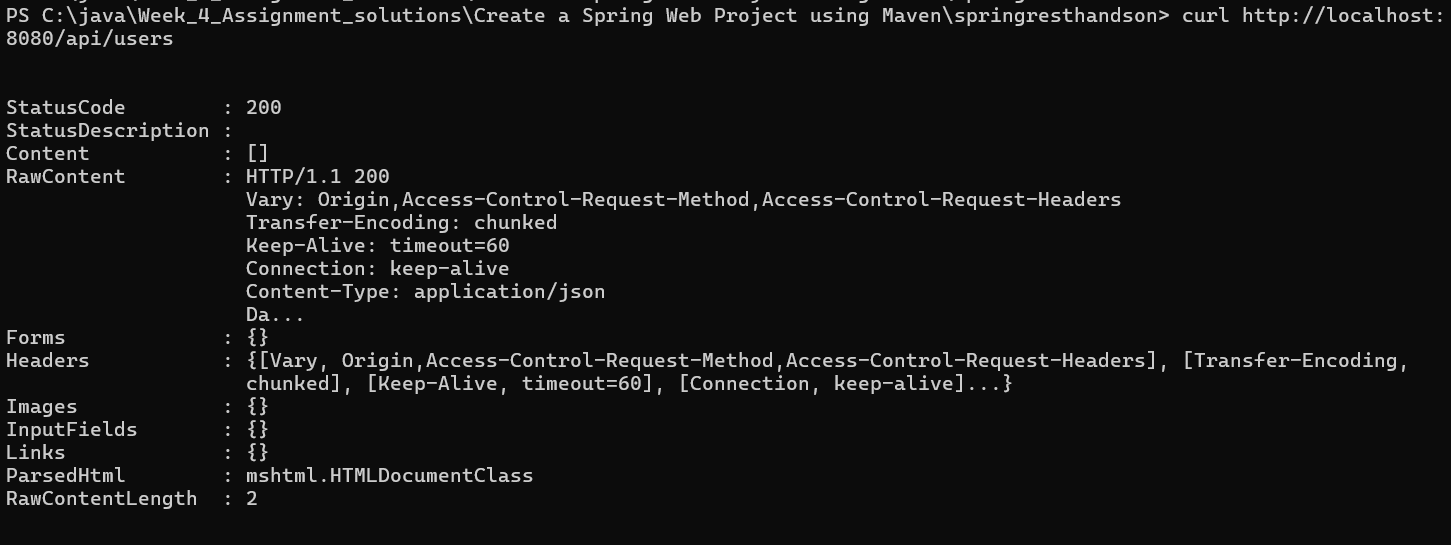 PS C:\java\Week_4_Assignment_solutions\Create a Spring Web Project using Maven\springresthandson> curl http://localhost:
8080/api/users
StatusCode : 200
StatusDescription :
Content : []
RawContent : HTTP/1.1 200
Vary: Origin,Access-Control-Request-Method,Access-Control-Request-Headers
Transfer-Encoding: chunked
Keep-Alive: timeout=60
Connection: keep-alive
Content-Type: application/json
Da...
Forms : {}
Headers : {[Vary, Origin,Access-Control-Request-Method,Access-Control-Request-Headers], [Transfer-Encoding,
chunked], [Keep-Alive, timeout=60], [Connection, keep-alive]...}
Images : {}
InputFields : {}
Links : {}
ParsedHtml : mshtml.HTMLDocumentClass
RawContentLength : 2